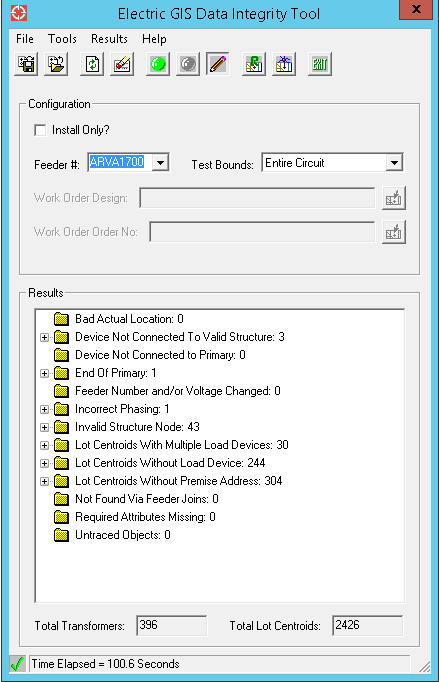 Electric GIS Data Integrity Tool
x
File Tools Results Help
EXIT
Configuration
Install Only?
Feeder #: ARVA1700 Test Bounds: Entire Circuit
Work Order Design:
Work Order Order No:
Results
Bad Actual Location: 0
Device Not Connected To Valid Structure: 3
Device Not Connected to Primary: 0
End Of Primary: 1
Feeder Number and/or Voltage Changed: 0
Incorrect Phasing: 1
Invalid Structure Node: 43
Lot Centroids With Multiple Load Devices: 30
Lot Centroids Without Load Device: 244
Lot Centroids Without Premise Address: 304
Not Found Via Feeder Joins: 0
Required Attributes Missing: 0
Untraced Objects: 0
Total Transformers: 396 Total Lot Centroids: 2426
Time Elapsed = 100.6 Seconds